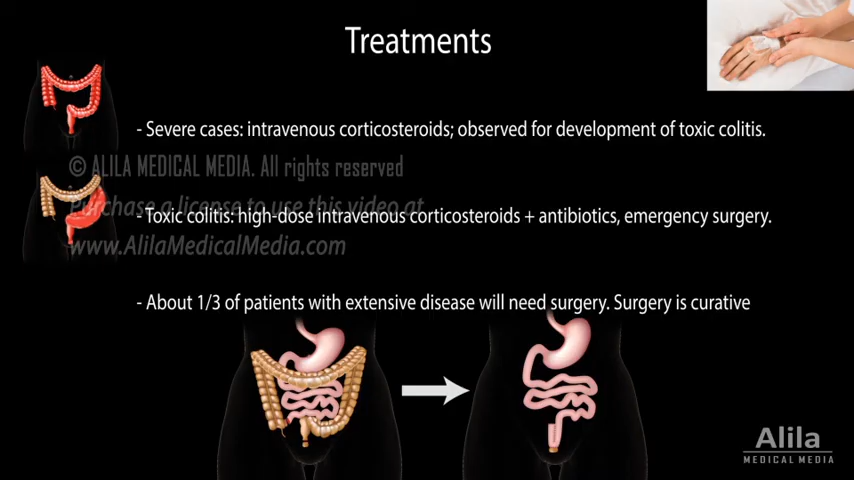 Treatments
- Severe cases: intravenous corticosteroids; observed for development of toxic colitis.
© ALILA MEDICAL MEDIA. All rights reserved
Purchase a license to use this video at
- Toxic colitis: high-dose intravenous corticosteroids + antibiotics, emergency surgery.
www.AlilaMedicalMedia.com
- About 1/3 of patients with extensive disease will need surgery. Surgery is curative
Alila
MEDICAL MEDIA